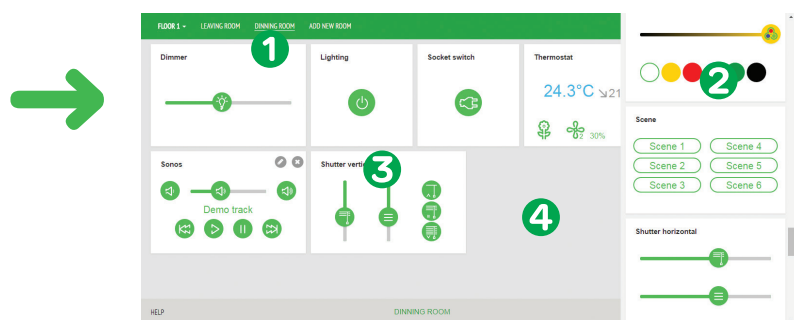 FLOOR 1 LEAVING ROOM DINNING ROOM ADD NEW ROOM
1
Dimmer
Lighting
Socket switch
Thermostat
24.3°C ↘21
2 30%
2
Scene
Scene 1 Scene 4
Scene 2 Scene 5
Scene 3 Scene 6
Sonos
Demo track
Shutter verti
3
4
Shutter horizontal
HELP
DINNING ROOM